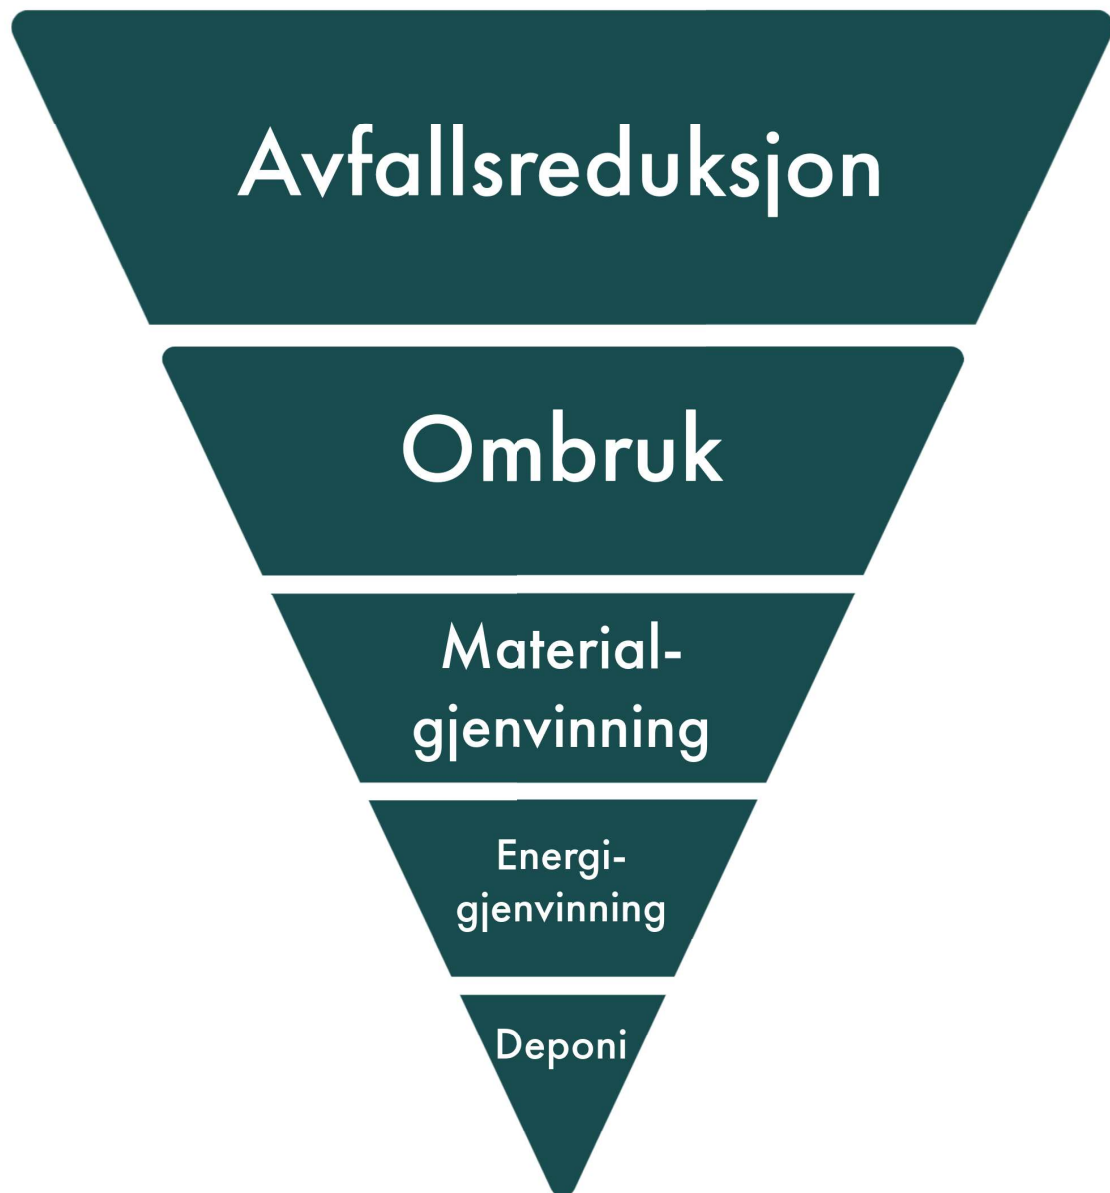 Avfallsreduksjon
Ombruk
Material-
gjenvinning
Energi-
gjenvinning
Deponi